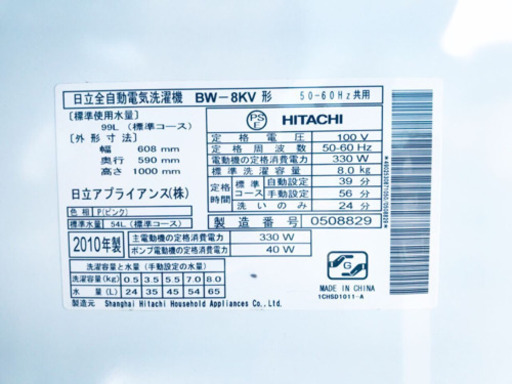 日立全自動電気洗濯機 BW-8KV 形 50-60Hz共用
[標準使用水量]
99L (標準コース)
[外形寸法]
幅 608 mm
奥行 590 mm
高さ 1000 mm
日立アプライアンス(株)
色相 P(ピンク)
標準水量 54L (標準コース)
PS
E
HITACHI
定格電圧 100 V
定格周波数 50-60 Hz
電動機の定格消費電力 330 W
標準洗濯容量 8.0 kg
定格時間 標準 自動設定 39 分
コース 手動設定 56 分
洗いのみ 24 分
製造番号 0508829
2010年製
主電動機の定格消費電力 330 W
ポンプ電動機の定格消費電力 40 W
洗濯容量と水量 (手動設定の水量)
洗濯容量(kg) 0.5 3.5 5.5 7.0 8.0
水量(L) 24 35 45 54 65
製造元 Shanghai Hitachi Household Appliances Co.,Ltd.
G
MADE IN CHINA
1CHSD1011-A